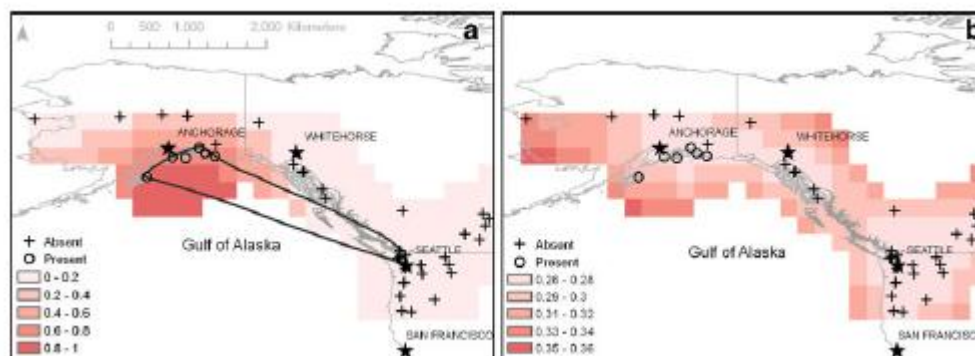 0 500 1,000 2,000 Kilometers
a
ANCHORAGE
WHITEHORSE
Gulf of Alaska
+ Absent
o Present
SEATTLE
0 - 0.2
0.2 - 0.4
0.4 - 0.6
0.6 - 0.8
0.8 - 1
SAN FRANCISCO
b
ANCHORAGE
WHITEHORSE
Gulf of Alaska
+ Absent
o Present
SEATTLE
0.26 - 0.28
0.29 - 0.3
0.31 - 0.32
0.33 - 0.34
0.35 - 0.36
SAN FRANCISCO